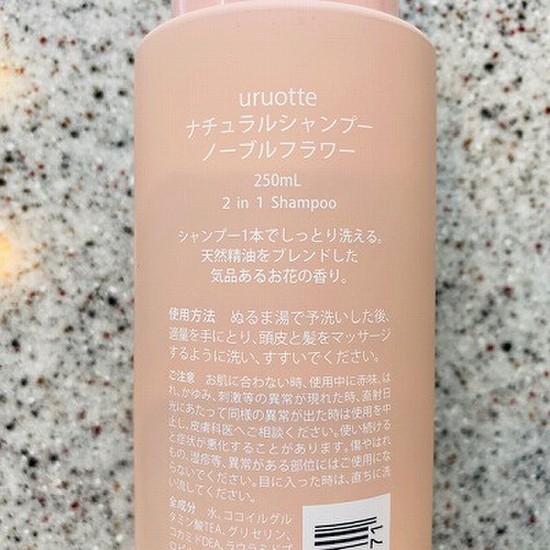 uruotte
ナチュラルシャンプー
ノーブルフラワー
250mL
2 in 1 Shampoo
シャンプー1本でしっとり洗える。
天然精油をブレンドした
気品あるお花の香り。
使用方法 ぬるま湯で予洗いした後、
適量を手にとり、頭皮と髪をマッサージ
するように洗い、すすいでください。
ご注意 お肌に合わない時、使用中に赤味、は
れ、かゆみ、刺激等の異常が現れた時、直射日
光にあたって同様の異常が出た時は使用を中
止し、皮膚科医へご相談ください。使い続ける
と症状が悪化することがあります。傷やはれ
もの、湿疹等、異常がある部位にはご使用にな
らないでください。目に入った時は、直ちに洗
い流してください。
全成分 水、ココイルグル
タミン酸TEA、グリセリン、
コカミドDEA、ラウラミドプ